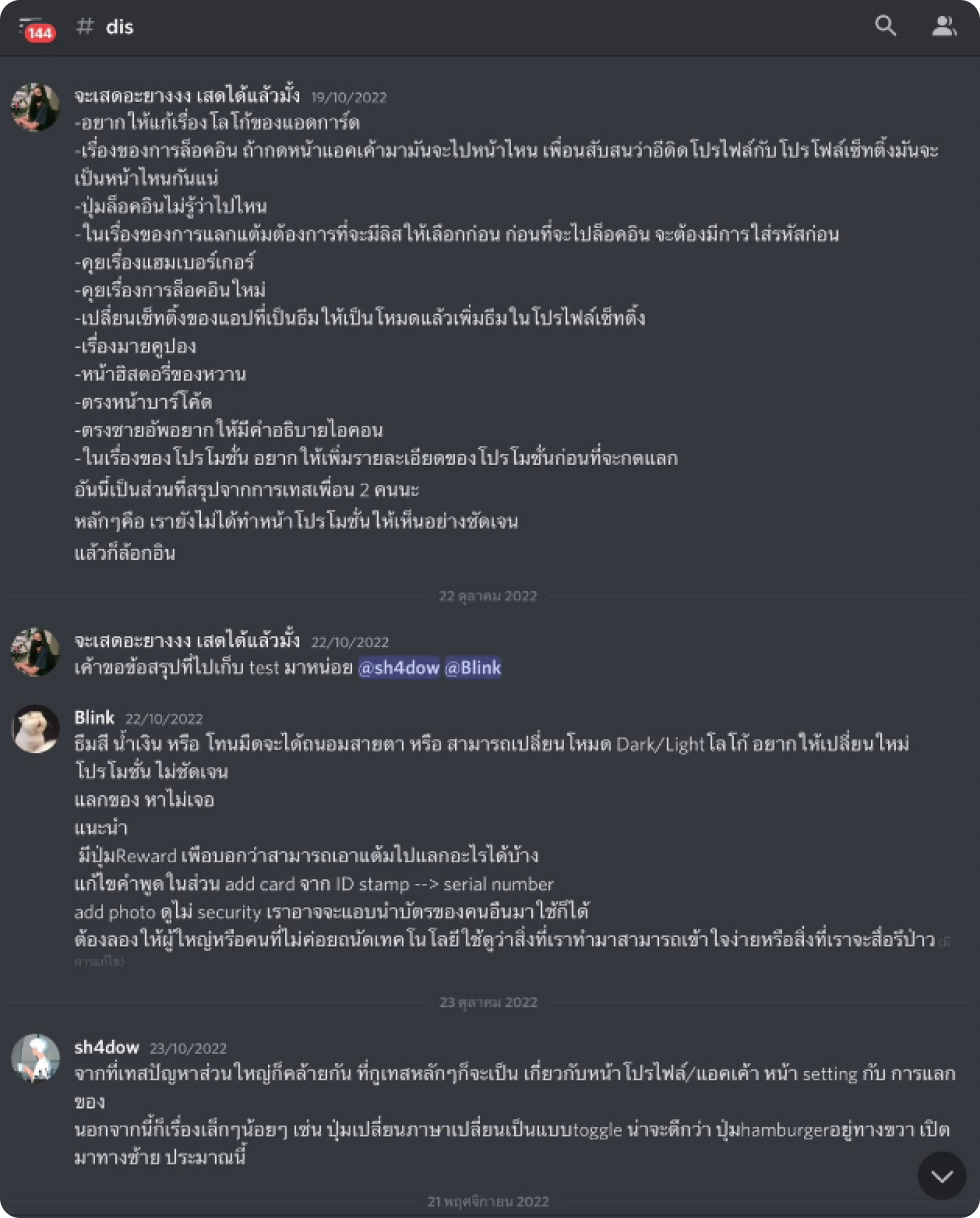 144 # dis
จะเสดอะยางงง เสดได้แล้วมั้ง 19/10/2022
-อยากให้แก้เรื่องโลโก้ของแอดการ์ด
-เรื่องของการล็อคอิน ถ้ากดหน้าแอคเค้ามามันจะไปหน้าไหน เพื่อนสับสนว่าอีดิดโปรไฟล์กับโปรโฟล์เซ็ทติ้งมันจะ
เป็นหน้าไหนกันแน่
-ปุ่มล็อคอินไม่รู้ว่าไปไหน
-ในเรื่องของการแลกแต้มต้องการที่จะมีลิสให้เลือกก่อน ก่อนที่จะไปล็อคอิน จะต้องมีการใส่รหัสก่อน
-คุยเรื่องแฮมเบอร์เกอร์
-คุยเรื่องการล็อคอินใหม่
-เปลี่ยนเซ็ทติ้งของแอปที่เป็นธีมให้เป็นโหมดแล้วเพิ่มธีมในโปรไฟล์เซ็ทติ้ง
-เรื่องมายคูปอง
-หน้าฮิสตอรี่ของหวาน
-ตรงหน้าบาร์โค้ด
-ตรงซายอัพอยากให้มีคำอธิบายไอคอน
-ในเรื่องของโปรโมชั่น อยากให้เพิ่มรายละเอียดของโปรโมชั่นก่อนที่จะกดแลก
อันนี้เป็นส่วนที่สรุปจากการเทสเพื่อน 2 คนนะ
หลักๆคือ เรายังไม่ได้ทำหน้าโปรโมชั่นให้เห็นอย่างชัดเจน
แล้วก็ล้อกอิน
22 ตุลาคม 2022
จะเสดอะยางงง เสดได้แล้วมั้ง 22/10/2022
เค้าขอข้อสรุปที่ไปเก็บ test มาหน่อย @sh4dow @Blink
Blink 22/10/2022
ธีมสี น้ำเงิน หรือ โทนมืดจะได้ถนอมสายตา หรือ สามารถเปลี่ยนโหมด Dark/Lightโลโก้ อยากให้เปลี่ยนใหม่
โปรโมชั่น ไม่ชัดเจน
แลกของ หาไม่เจอ
แนะนำ
มีปุ่มReward เพือบอกว่าสามารถเอาแต้มไปแลกอะไรได้บ้าง
แก้ไขคำพูดในส่วน add card จาก ID stamp --> serial number
add photo ดูไม่ security เราอาจจะแอบนำบัตรของคนอืนมาใช้ก็ได้
ต้องลองให้ผู้ใหญ่หรือคนที่ไม่ค่อยถนัดเทคโนโลยีใช้ดูว่าสิ่งที่เราทำมาสามารถเข้าใจง่ายหรือสิ่งที่เราจะสื่อรึป่าว (มี
การแก้ไข)
23 ตุลาคม 2022
sh4dow 23/10/2022
จากที่เทสปัญหาส่วนใหญ่ก็คล้ายกัน ที่กูเทสหลักๆก็จะเป็น เกี่ยวกับหน้าโปรไฟล์/แอคเค้า หน้า setting กับ การแลก
ของ
นอกจากนี้ก็เรื่องเล็กๆน้อยๆ เช่น ปุ่มเปลี่ยนภาษาเปลี่ยนเป็นแบบtoggle น่าจะดีกว่า ปุ่มhamburgerอยู่ทางขวา เปิด
มาทางซ้าย ประมาณนี้
21 พฤศจิกายน 2022